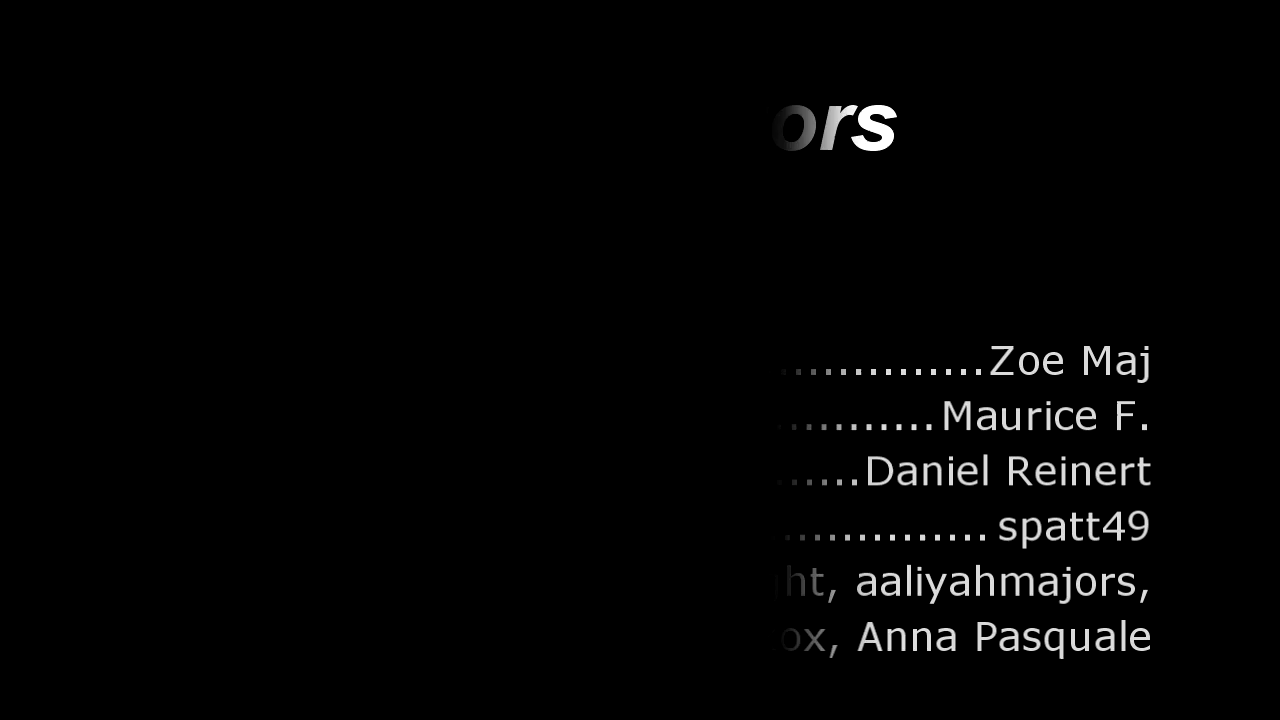 ors
..............Zoe Maj
...........Maurice F.
......Daniel Reinert
..............spatt49
ht, aaliyahmajors,
ox, Anna Pasquale